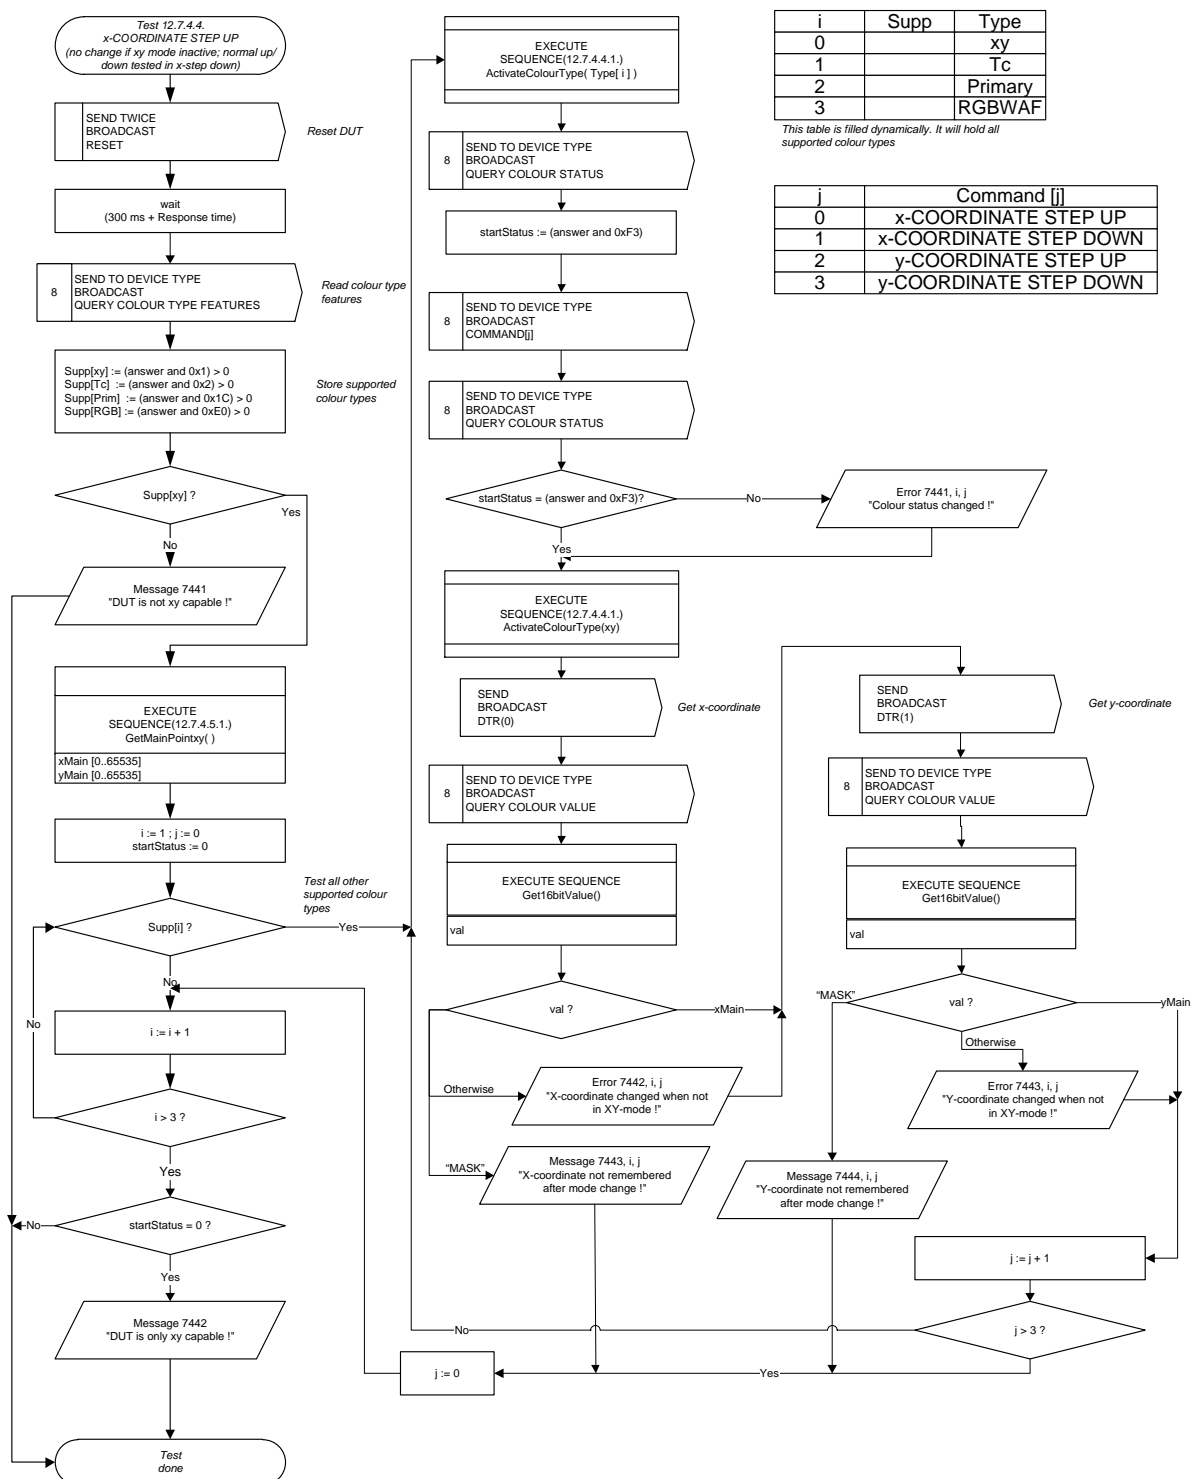 Test 12.7.4.4.
x-COORDINATE STEP UP
(no change if xy mode inactive; normal up/
down tested in x-step down)
SEND TWICE
BROADCAST
RESET
Reset DUT
wait
(300 ms + Response time)
8
SEND TO DEVICE TYPE
BROADCAST
QUERY COLOUR TYPE FEATURES
Read colour type
features
Supp[xy] := (answer and 0x1) > 0
Supp[Tc] := (answer and 0x2) > 0
Supp[Prim] := (answer and 0x1C) > 0
Supp[RGB] := (answer and 0xE0) > 0
Store supported
colour types
Supp[xy] ?
Yes
No
Message 7441
"DUT is not xy capable !"
EXECUTE
SEQUENCE(12.7.4.5.1.)
GetMainPointxy( )
xMain [0..65535]
yMain [0..65535]
i := 1 ; j := 0
startStatus := 0
Test all other
supported colour
types
Supp[i] ?
Yes
No
No
i := i + 1
i > 3 ?
Yes
No
startStatus = 0 ?
Yes
Message 7442
"DUT is only xy capable !"
Test
done
EXECUTE
SEQUENCE(12.7.4.4.1.)
ActivateColourType( Type[ i ] )
8
SEND TO DEVICE TYPE
BROADCAST
QUERY COLOUR STATUS
startStatus := (answer and 0xF3)
8
SEND TO DEVICE TYPE
BROADCAST
COMMAND[j]
8
SEND TO DEVICE TYPE
BROADCAST
QUERY COLOUR STATUS
startStatus = (answer and 0xF3)?
No
Error 7441, i, j
"Colour status changed !"
Yes
EXECUTE
SEQUENCE(12.7.4.4.1.)
ActivateColourType(xy)
SEND
BROADCAST
DTR(0)
Get x-coordinate
8
SEND TO DEVICE TYPE
BROADCAST
QUERY COLOUR VALUE
EXECUTE SEQUENCE
Get16bitValue()
val
val ?
xMain
Otherwise
Error 7442, i, j
"X-coordinate changed when not
in XY-mode !"
“MASK”
Message 7443, i, j
"X-coordinate not remembered
after mode change !"
j := 0
i Supp Type
0 xy
1 Tc
2 Primary
3 RGBWAF
This table is filled dynamically. It will hold all
supported colour types
j Command [j]
0 x-COORDINATE STEP UP
1 x-COORDINATE STEP DOWN
2 y-COORDINATE STEP UP
3 y-COORDINATE STEP DOWN
SEND
BROADCAST
DTR(1)
Get y-coordinate
8
SEND TO DEVICE TYPE
BROADCAST
QUERY COLOUR VALUE
EXECUTE SEQUENCE
Get16bitValue()
val
“MASK”
val ?
yMain
Otherwise
Error 7443, i, j
"Y-coordinate changed when not
in XY-mode !"
Message 7444, i, j
"Y-coordinate not remembered
after mode change !"
j := j + 1
j > 3 ?
No
Yes